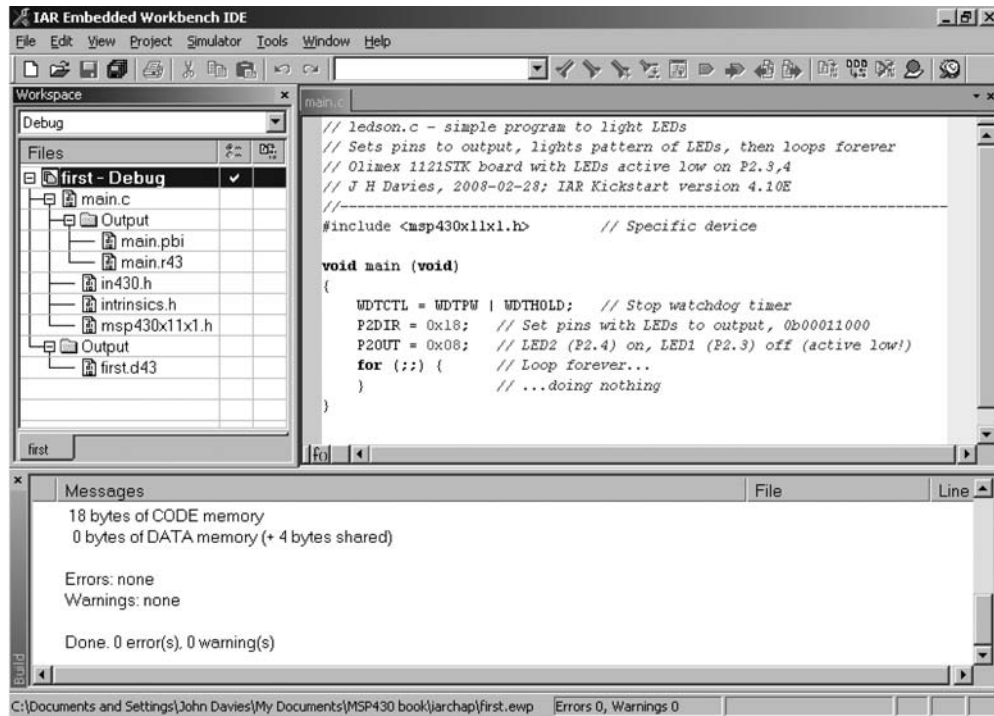 IAR Embedded Workbench IDE
File Edit View Project Simulator Tools Window Help
Workspace
Debug
Files
first - Debug
main.c
Output
main.pbi
main.r43
in430.h
intrinsics.h
msp430x11x1.h
Output
first.d43
first
main.c
// ledson.c - simple program to light LEDs
// Sets pins to output, lights pattern of LEDs, then loops forever
// Olimex 1121STK board with LEDs active low on P2.3,4
// J H Davies, 2008-02-28; IAR Kickstart version 4.10E
//-----------------------------------------------------------------------
#include <msp430x11x1.h> // Specific device
void main (void)
{
WDTCTL = WDTPW | WDTHOLD; // Stop watchdog timer
P2DIR = 0x18; // Set pins with LEDs to output, 0b00011000
P2OUT = 0x08; // LED2 (P2.4) on, LED1 (P2.3) off (active low!)
for (;;) { // Loop forever...
} // ...doing nothing
}
fo
Messages File Line
18 bytes of CODE memory
0 bytes of DATA memory (+ 4 bytes shared)
Errors: none
Warnings: none
Done. 0 error(s), 0 warning(s)
Build
C:\Documents and Settings\John Davies\My Documents\MSP430 book\iarchap\first.ewp Errors 0, Warnings 0